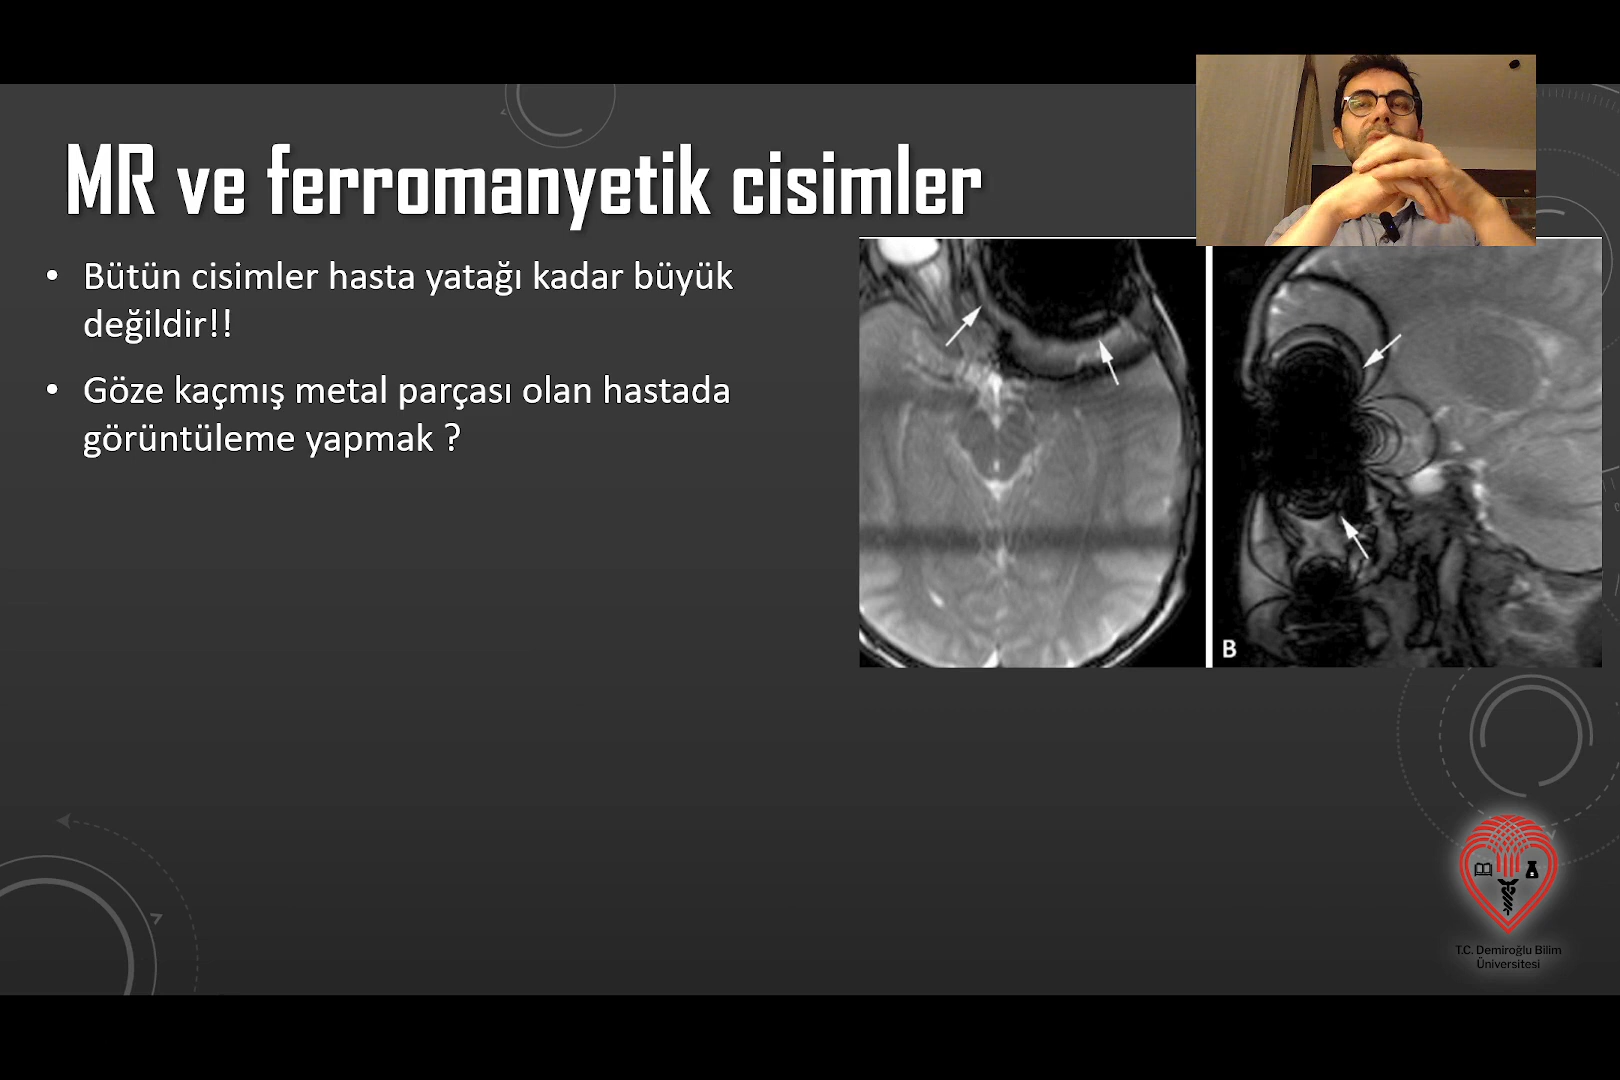 MR ve ferromanyetik cisimler
• Bütün cisimler hasta yatağı kadar büyük
değildir!!
• Göze kaçmış metal parçası olan hastada
görüntüleme yapmak ?
B
T.C. Demiroğlu Bilim
Üniversitesi